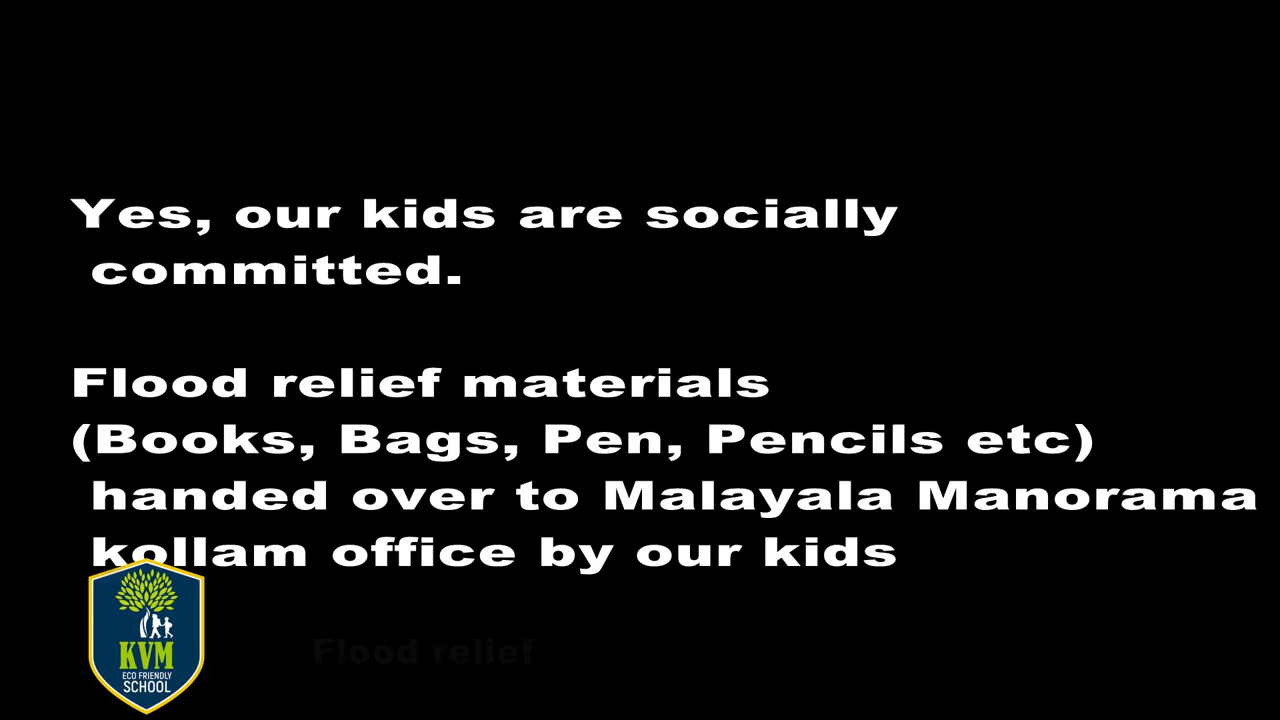 Yes, our kids are socially
committed.
Flood relief materials
(Books, Bags, Pen, Pencils etc)
handed over to Malayala Manorama
kollam office by our kids
Flood relief
KVM
ECO FRIENDLY
SCHOOL